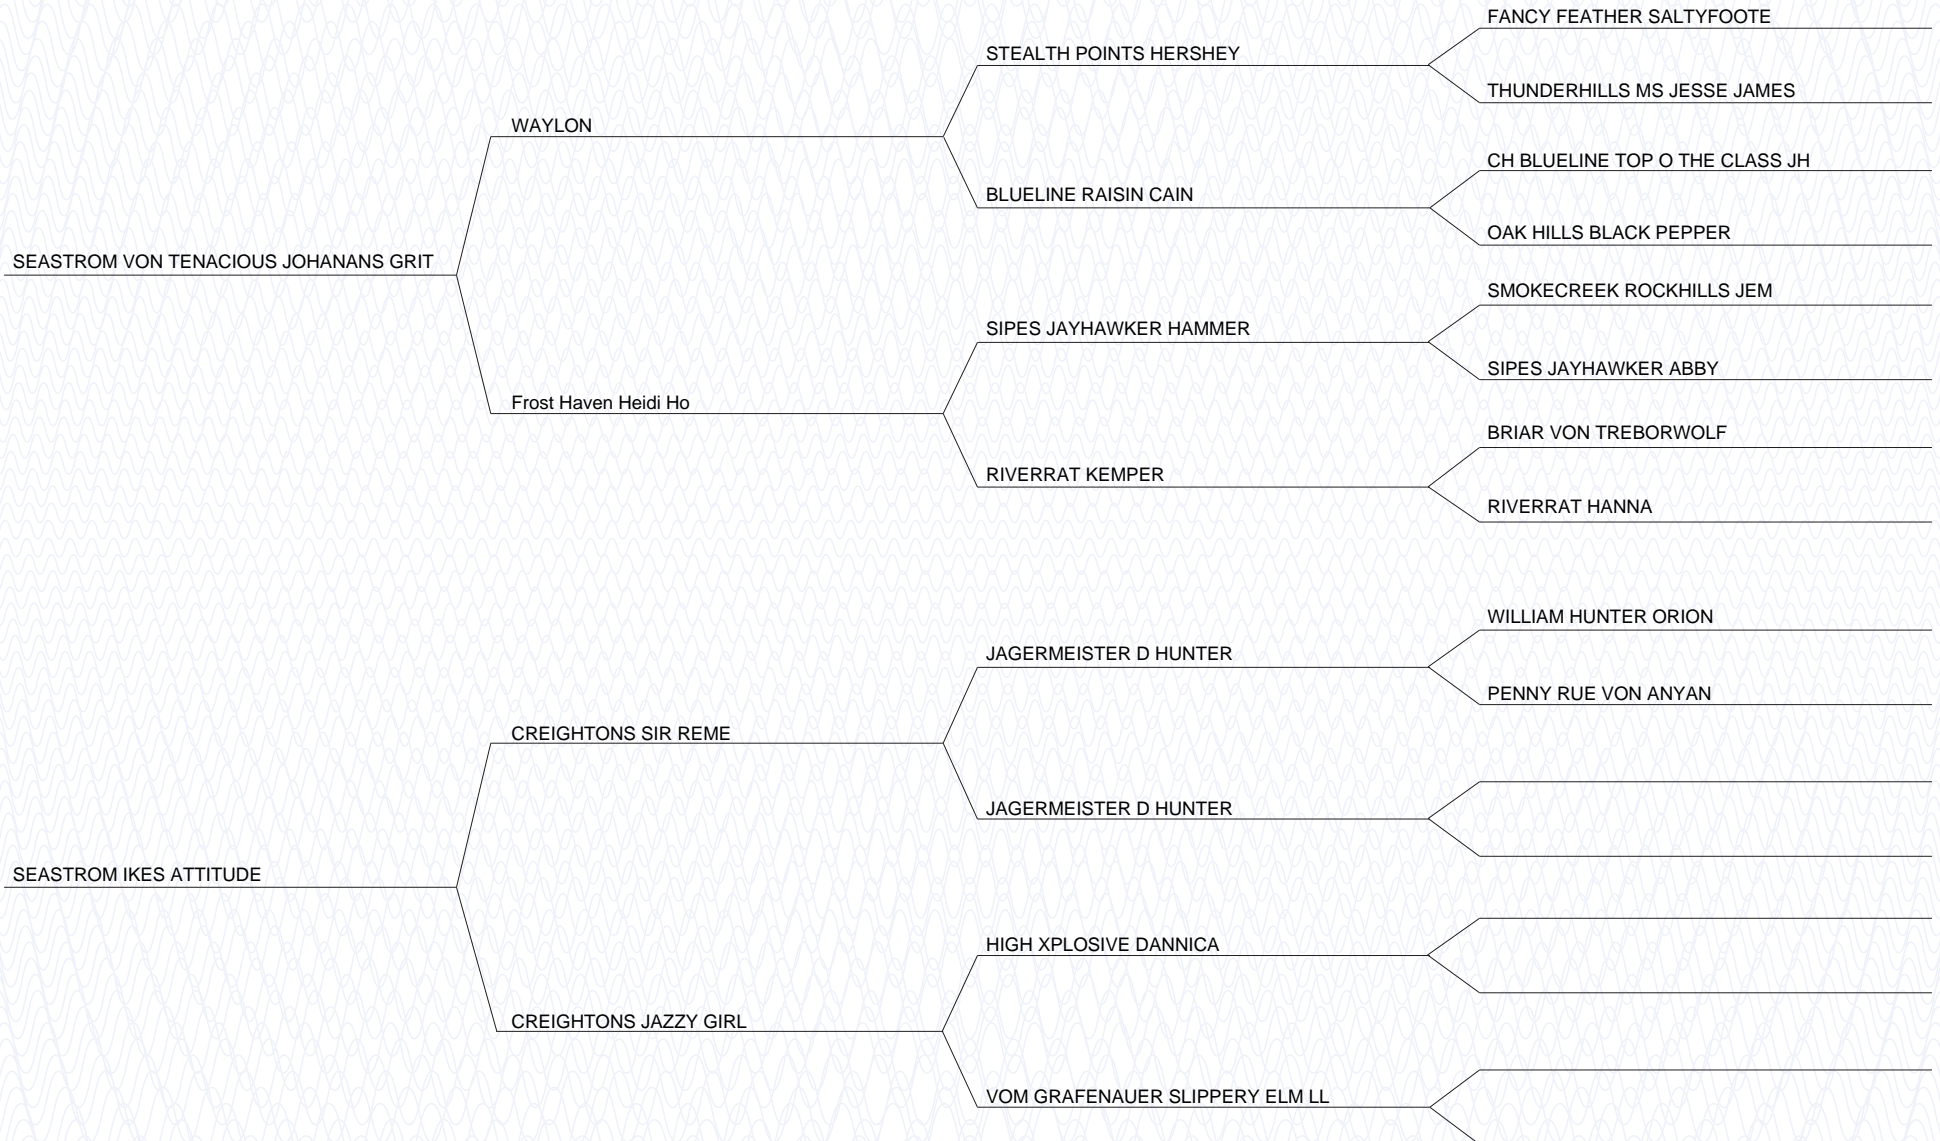 FANCY FEATHER SALTYFOOTE
STEALTH POINTS HERSHEY
THUNDERHILLS MS JESSE JAMES
WAYLON
CH BLUELINE TOP O THE CLASS JH
BLUELINE RAISIN CAIN
OAK HILLS BLACK PEPPER
SEASTROM VON TENACIOUS JOHANANS GRIT
SMOKECREEK ROCKHILLS JEM
SIPES JAYHAWKER HAMMER
SIPES JAYHAWKER ABBY
Frost Haven Heidi Ho
BRIAR VON TREBORWOLF
RIVERRAT KEMPER
RIVERRAT HANNA
WILLIAM HUNTER ORION
JAGERMEISTER D HUNTER
PENNY RUE VON ANYAN
CREIGHTONS SIR REME
JAGERMEISTER D HUNTER
SEASTROM IKES ATTITUDE
HIGH XPLOSIVE DANNICA
CREIGHTONS JAZZY GIRL
VOM GRAFENAUER SLIPPERY ELM LL